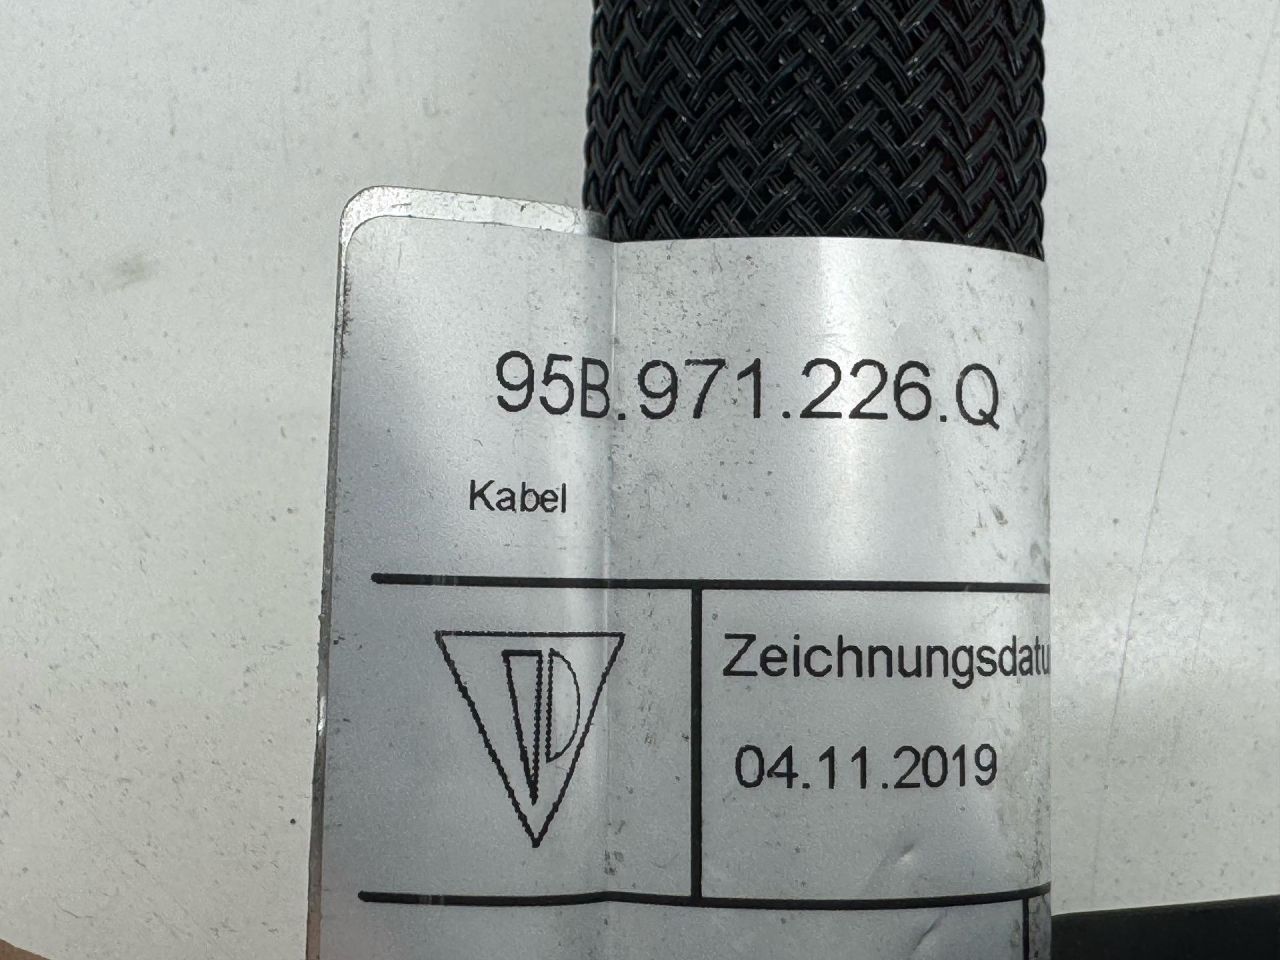 95B.971.226.Q
Kabel
Zeichnungsdatu
04.11.2019